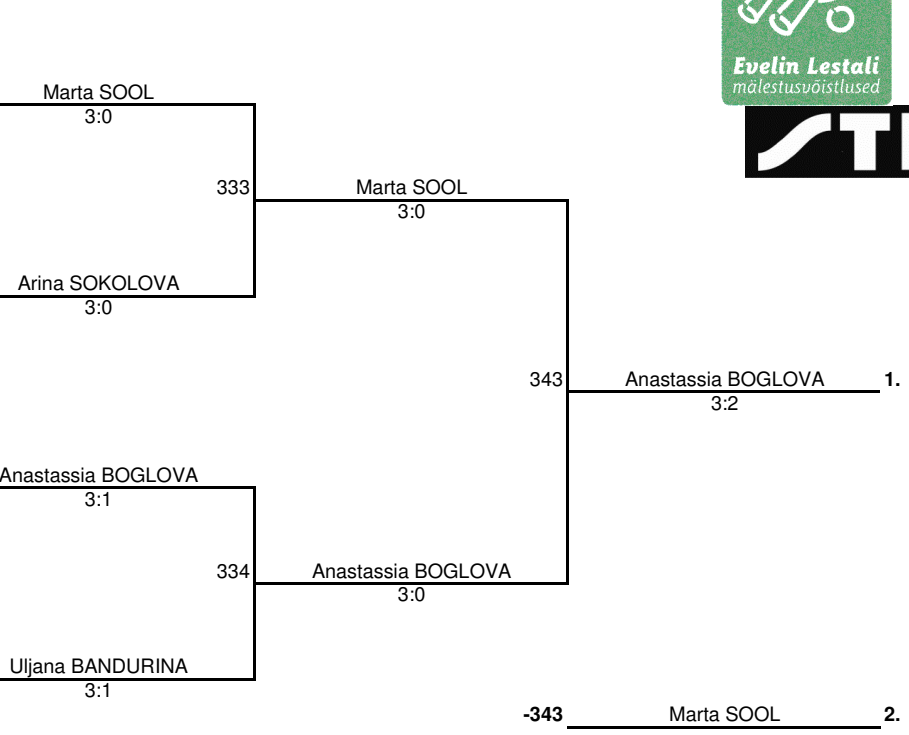 Evelin Lestali
mälestusvõistlused
Marta SOOL
3:0
333
Marta SOOL
3:0
Arina SOKOLOVA
3:0
343
Anastassia BOGLOVA
1.
3:2
Anastassia BOGLOVA
3:1
334
Anastassia BOGLOVA
3:0
Uljana BANDURINA
3:1
-343
Marta SOOL
2.